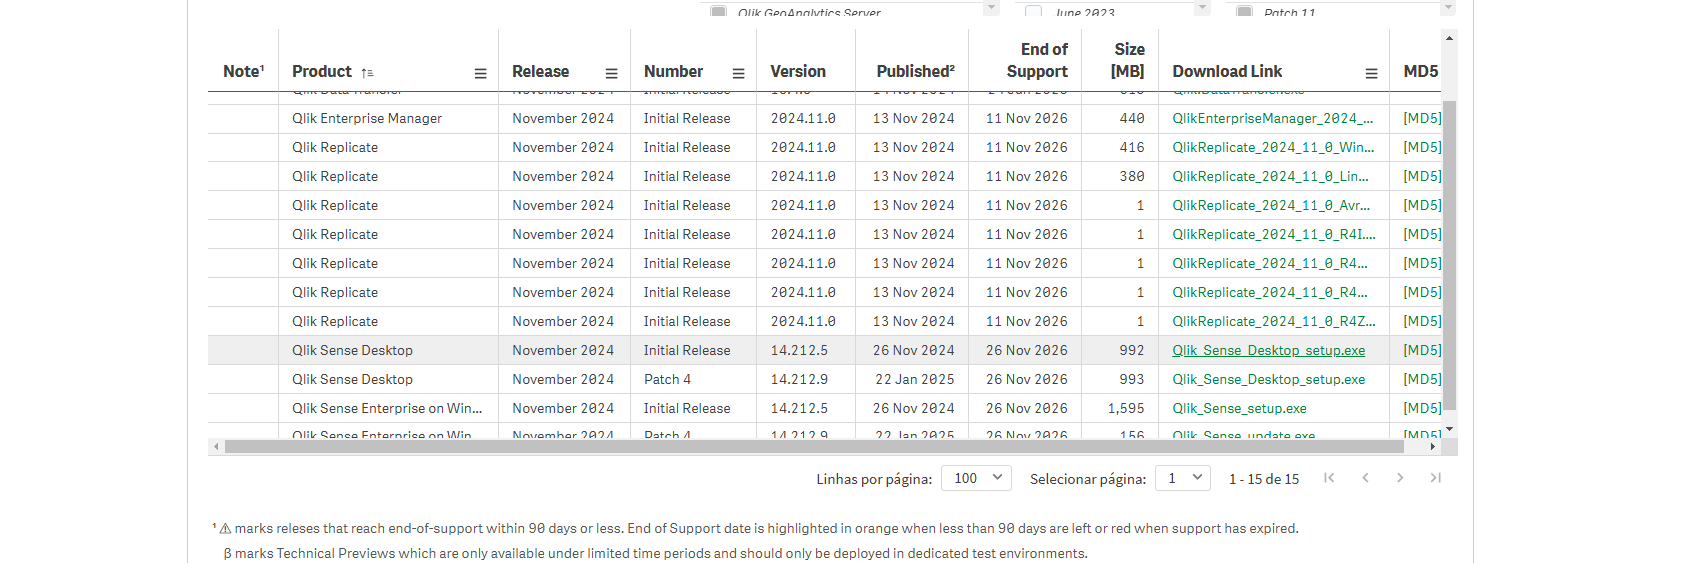 Qlik GeoAnalytics Server June 2023 Patch 11
Note¹ Product Release Number Version Published² End of Support Size [MB] Download Link MD5
Qlik Data Transfer November 2024 Initial Release 14 Nov 2024 QlikDataTransfer.exe
Qlik Enterprise Manager November 2024 Initial Release 2024.11.0 13 Nov 2024 11 Nov 2026 440 QlikEnterpriseManager_2024_... [MD5]
Qlik Replicate November 2024 Initial Release 2024.11.0 13 Nov 2024 11 Nov 2026 416 QlikReplicate_2024_11_0_Win... [MD5]
Qlik Replicate November 2024 Initial Release 2024.11.0 13 Nov 2024 11 Nov 2026 380 QlikReplicate_2024_11_0_Lin... [MD5]
Qlik Replicate November 2024 Initial Release 2024.11.0 13 Nov 2024 11 Nov 2026 1 QlikReplicate_2024_11_0_Avr... [MD5]
Qlik Replicate November 2024 Initial Release 2024.11.0 13 Nov 2024 11 Nov 2026 1 QlikReplicate_2024_11_0_R4I.... [MD5]
Qlik Replicate November 2024 Initial Release 2024.11.0 13 Nov 2024 11 Nov 2026 1 QlikReplicate_2024_11_0_R4... [MD5]
Qlik Replicate November 2024 Initial Release 2024.11.0 13 Nov 2024 11 Nov 2026 1 QlikReplicate_2024_11_0_R4... [MD5]
Qlik Replicate November 2024 Initial Release 2024.11.0 13 Nov 2024 11 Nov 2026 1 QlikReplicate_2024_11_0_R4Z... [MD5]
Qlik Sense Desktop November 2024 Initial Release 14.212.5 26 Nov 2024 26 Nov 2026 992 Qlik_Sense_Desktop_setup.exe [MD5]
Qlik Sense Desktop November 2024 Patch 4 14.212.9 22 Jan 2025 26 Nov 2026 993 Qlik_Sense_Desktop_setup.exe [MD5]
Qlik Sense Enterprise on Win... November 2024 Initial Release 14.212.5 26 Nov 2024 26 Nov 2026 1,595 Qlik_Sense_setup.exe [MD5]
Qlik Sense Enterprise on Win November 2024 Patch 4 14.212.9 22 Jan 2025 26 Nov 2026 156 Qlik_Sense_update.exe [MD5]
Linhas por página: 100 Selecionar página: 1 1 - 15 de 15
¹ ⚠ marks releses that reach end-of-support within 90 days or less. End of Support date is highlighted in orange when less than 90 days are left or red when support has expired.
β marks Technical Previews which are only available under limited time periods and should only be deployed in dedicated test environments.